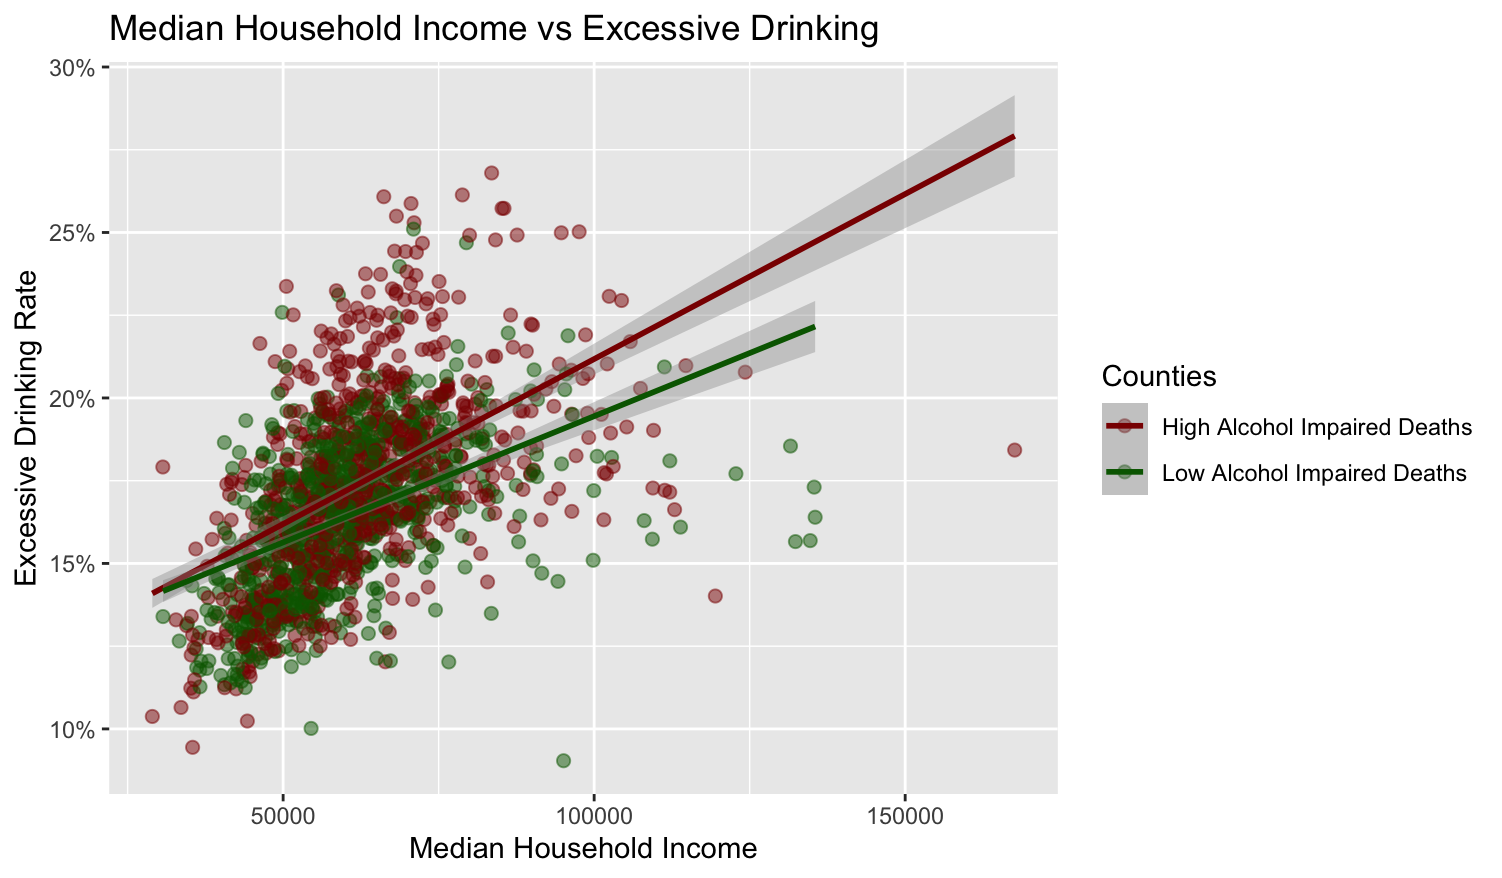 Median Household Income vs Excessive Drinking
30%
25%
20%
15%
10%
Excessive Drinking Rate
50000
100000
150000
Median Household Income
Counties
High Alcohol Impaired Deaths
Low Alcohol Impaired Deaths